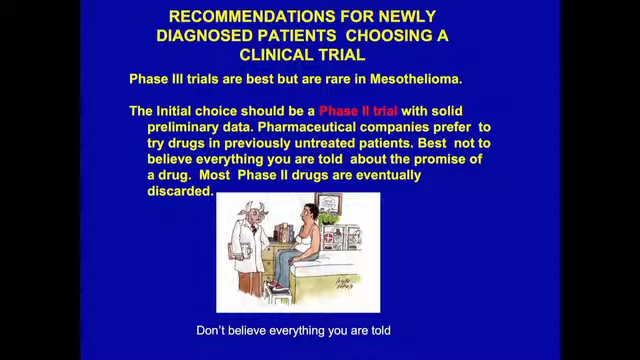 RECOMMENDATIONS FOR NEWLY
DIAGNOSED PATIENTS CHOOSING A
CLINICAL TRIAL
Phase III trials are best but are rare in Mesothelioma.
The Initial choice should be a Phase II trial with solid
preliminary data. Pharmaceutical companies prefer to
try drugs in previously untreated patients. Best not to
believe everything you are told about the promise of
a drug. Most Phase II drugs are eventually
discarded.
Don't believe everything you are told